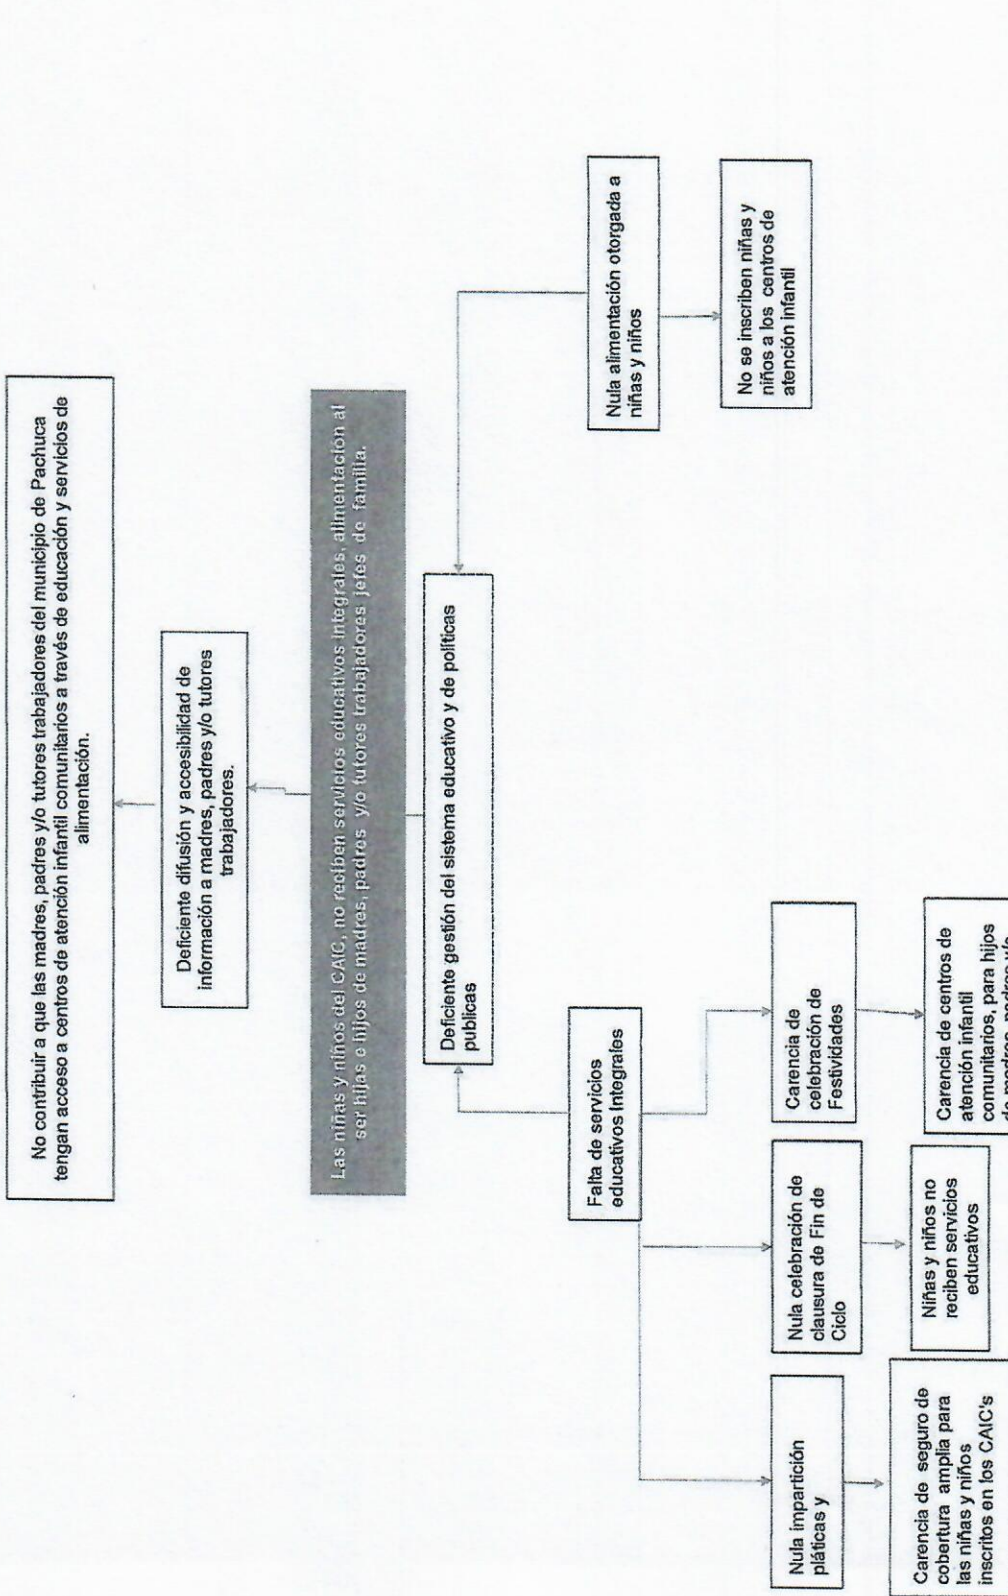 No contribuir a que las madres, padres y/o tutores trabajadores del municipio de Pachuca
tengan acceso a centros de atención infantil comunitarios a través de educación y servicios de
alimentación.
Deficiente difusión y accesibilidad de
información a madres, padres y/o tutores
trabajadores.
Las niñas y niños del CAIC, no reciben servicios educativos integrales, alimentación al
ser hijas e hijos de madres, padres y/o tutores trabajadores jefes de familia.
Deficiente gestión del sistema educativo y de políticas
publicas
Falta de servicios
educativos Integrales
Nula alimentación otorgada a
niñas y niños
Nula impartición
pláticas y
Nula celebración de
clausura de Fin de
Ciclo
Carencia de
celebración de
Festividades
No se inscriben niñas y
niños a los centros de
atención infantil
Carencia de seguro de
cobertura amplia para
las niñas y niños
inscritos en los CAIC's
Niñas y niños no
reciben servicios
educativos
Carencia de centros de
atención infantil
comunitarios, para hijos
de madres, padres y/o